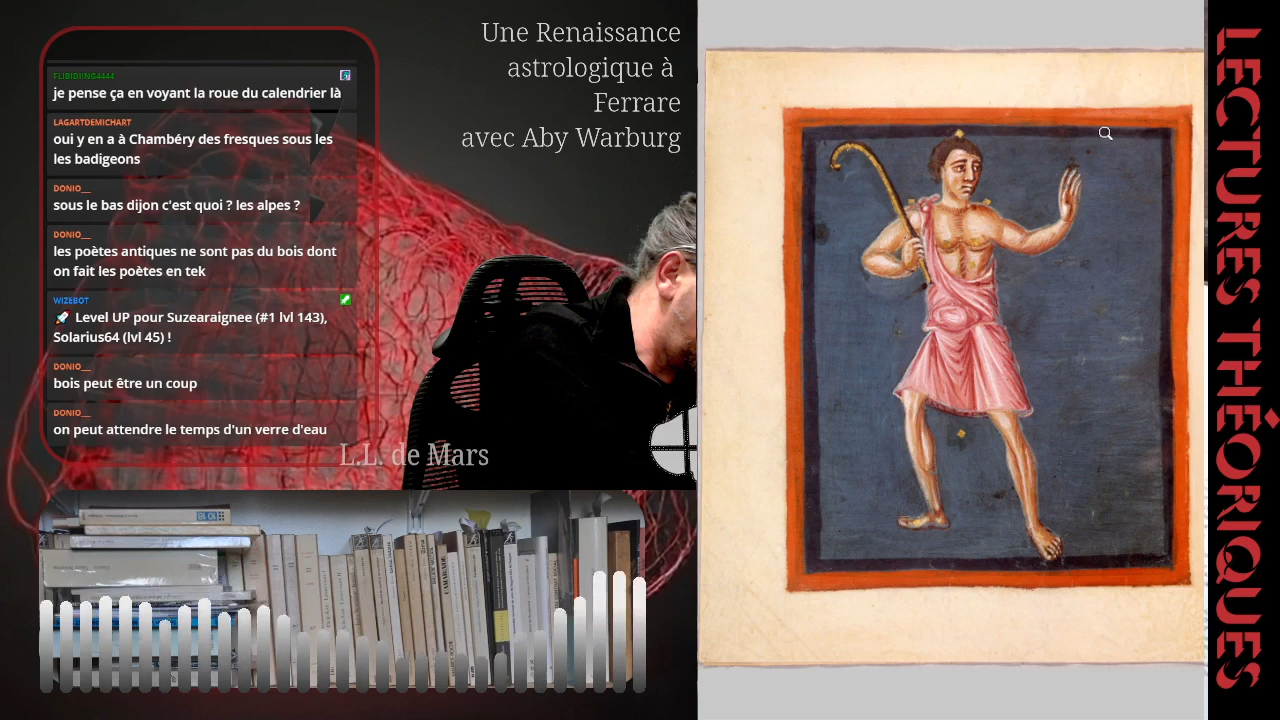 Une Renaissance
astrologique à
Ferrare
avec Aby Warburg
FLIBIDIING4444
je pense ça en voyant la roue du calendrier là
LAGARTDEMICHART
oui y en a à Chambéry des fresques sous les
les badigeons
DONIO__
sous le bas dijon c'est quoi ? les alpes ?
DONIO__
les poètes antiques ne sont pas du bois dont
on fait les poètes en tek
WIZEBOT
🚀 Level UP pour Suzearaignee (#1 lvl 143),
Solarius64 (lvl 45) !
DONIO__
bois peut être un coup
DONIO__
on peut attendre le temps d'un verre d'eau
L.L. de Mars
LECTURES THÉORIQUES